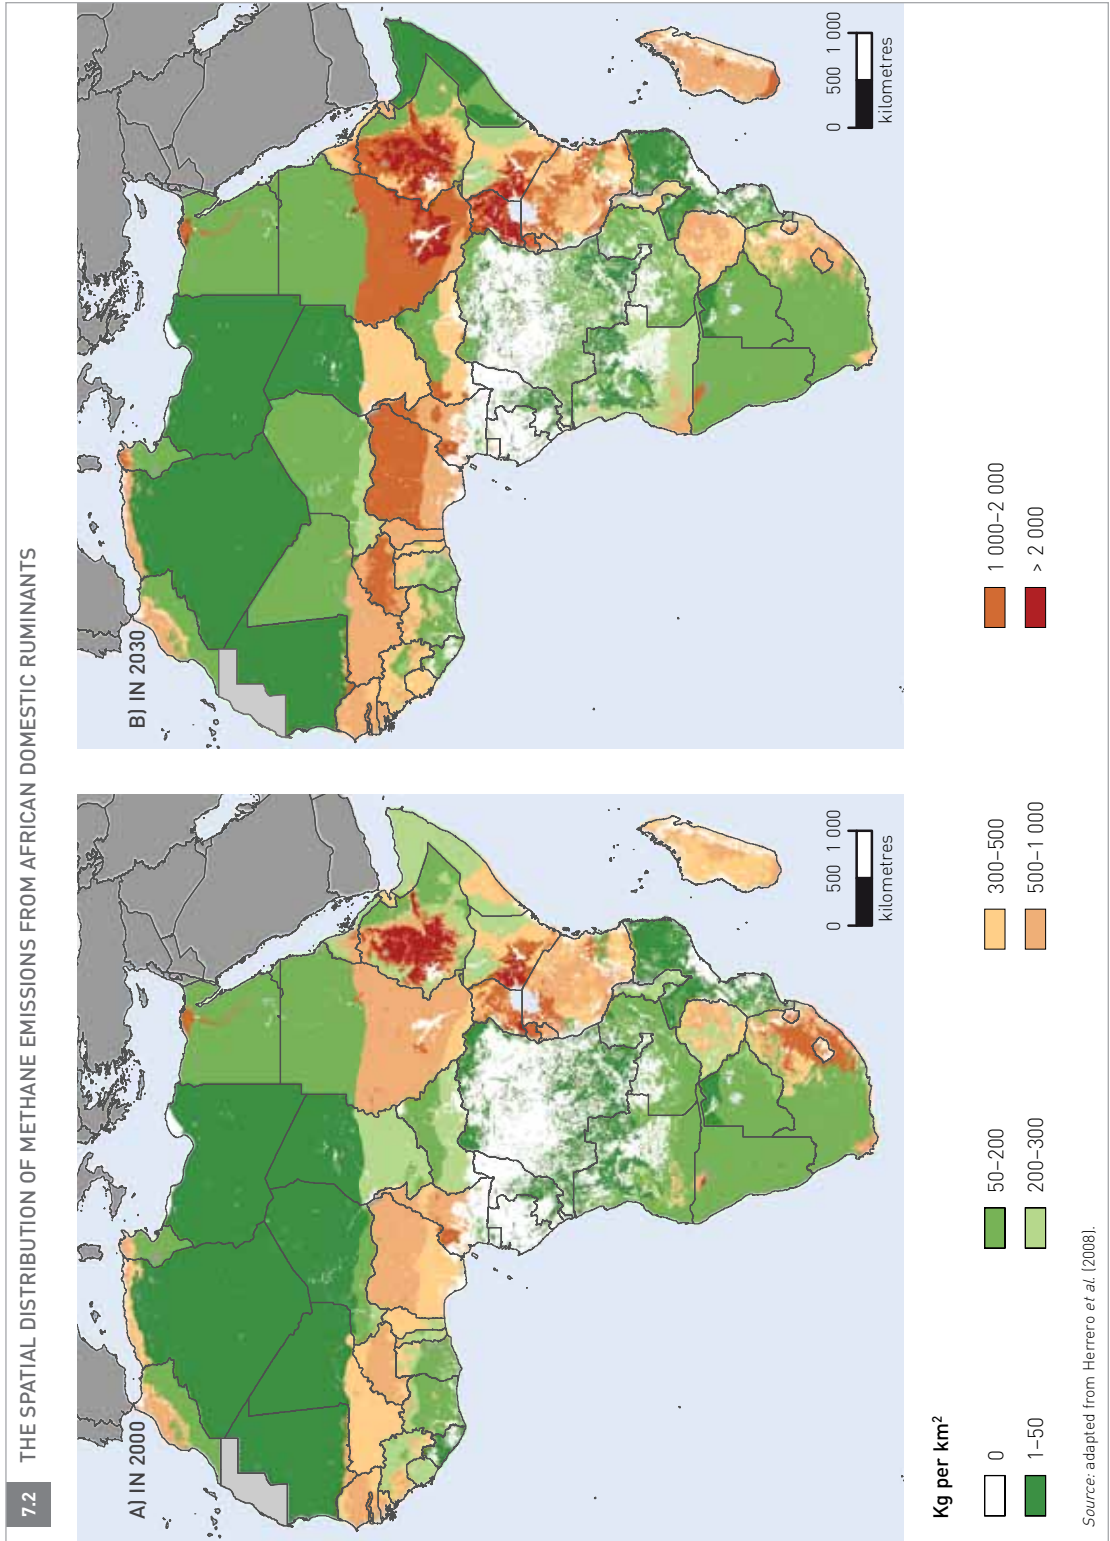 7.2 THE SPATIAL DISTRIBUTION OF METHANE EMISSIONS FROM AFRICAN DOMESTIC RUMINANTS
A) IN 2000
0 500 1 000
kilometres
B) IN 2030
0 500 1 000
kilometres
Kg per km²
0
1–50
50–200
200–300
300–500
500–1 000
1 000–2 000
> 2 000
Source: adapted from Herrero et al. (2008).